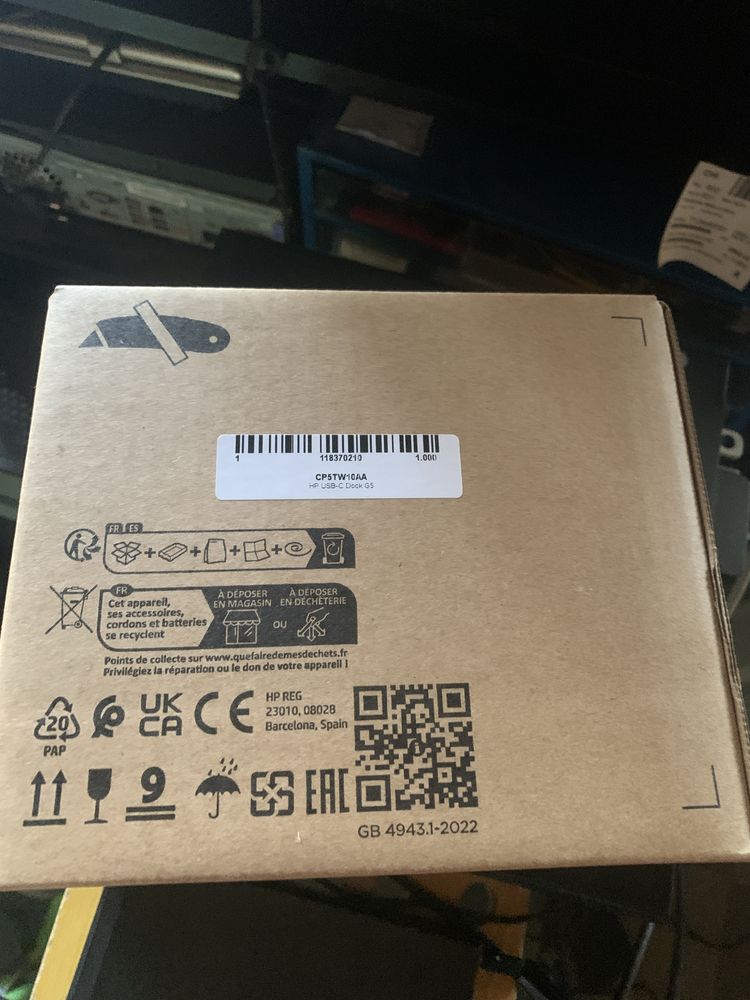 1 118370210 1.000
CP5TW10AA
HP USB-C Dock G5
FR ES
FR
Cet appareil,
ses accessoires,
cordons et batteries
se recyclent
À DÉPOSER
EN MAGASIN
OU
À DÉPOSER
EN DÉCHÈTERIE
Points de collecte sur www.quefairedemesdechets.fr
Privilégiez la réparation ou le don de votre appareil !
20
PAP
UK
CA
CE
HP REG
23010, 08028
Barcelona, Spain
9
EAC
GB 4943.1-2022